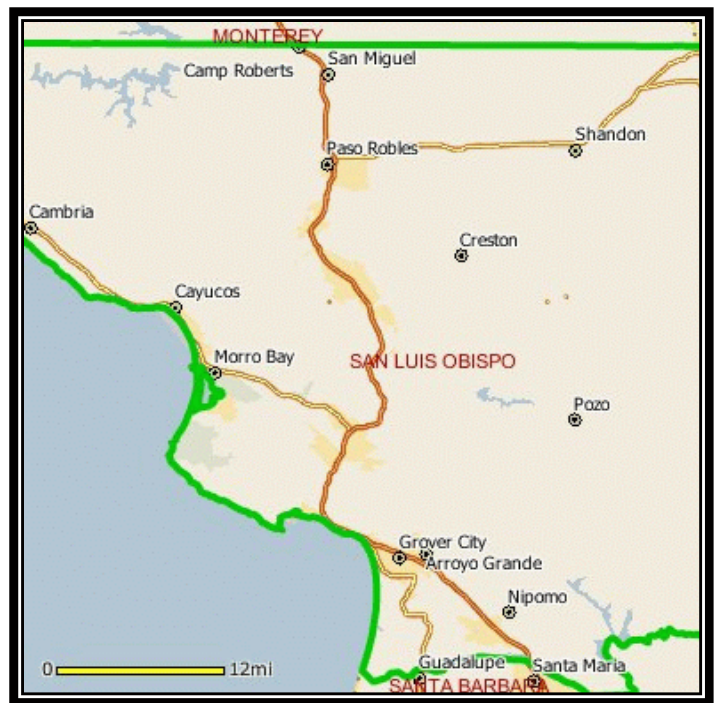 MONTEREY
San Miguel
Camp Roberts
Shandon
Paso Robles
Cambria
Creston
Cayucos
Morro Bay
SAN LUIS OBISPO
Pozo
Grover City
Arroyo Grande
Nipomo
0 12mi
Guadalupe
Santa Maria
SANTA BARBARA